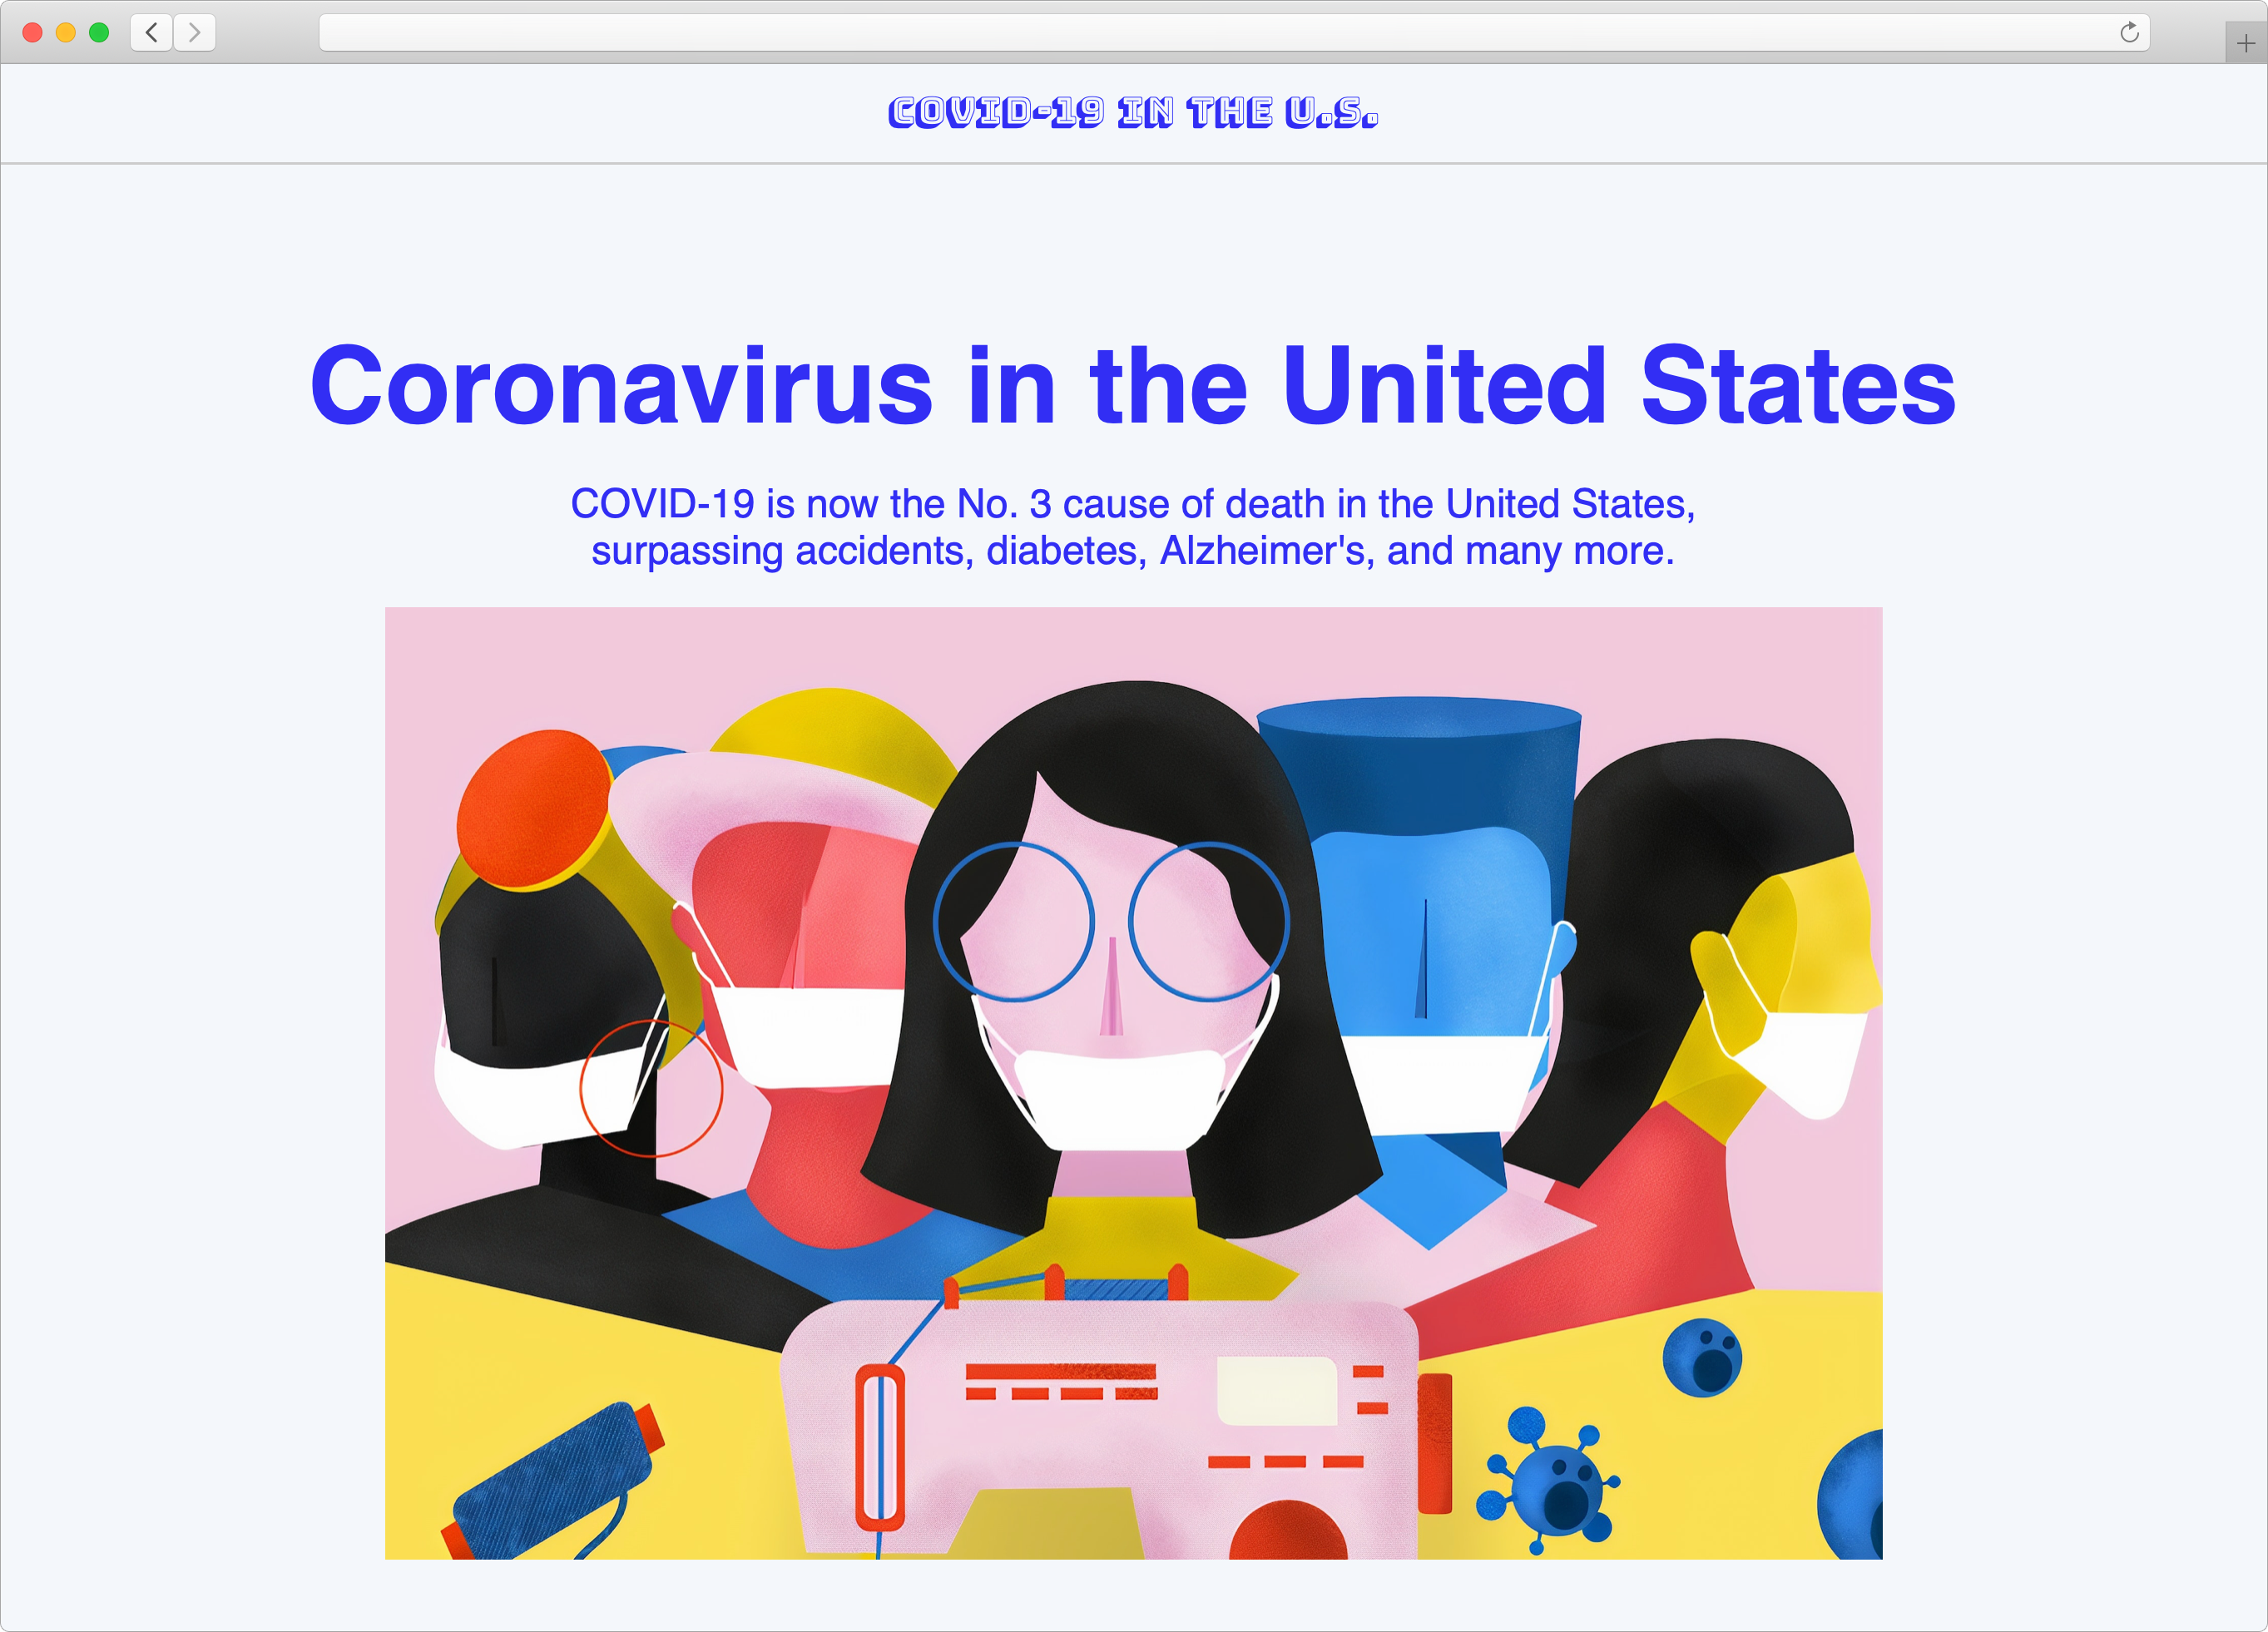 COVID-19 IN THE U.S.
Coronavirus in the United States
COVID-19 is now the No. 3 cause of death in the United States,
surpassing accidents, diabetes, Alzheimer's, and many more.